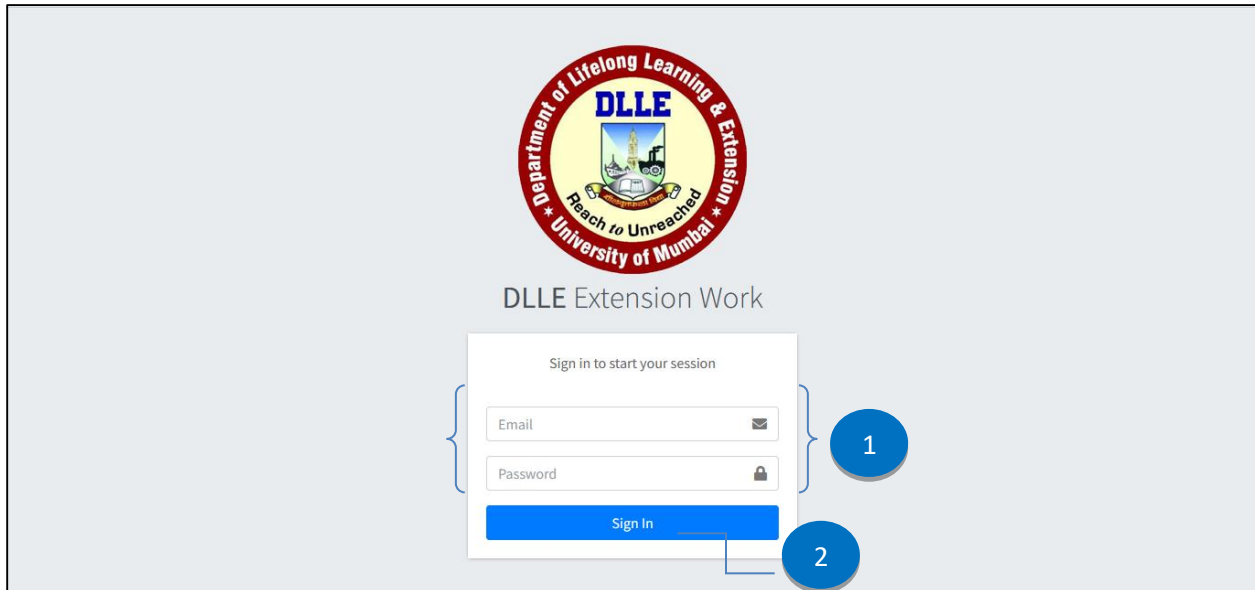 Department of Lifelong Learning & Extension
DLLE
Reach to Unreached
* University of Mumbai *
DLLE Extension Work
Sign in to start your session
Email
Password
1
Sign In
2